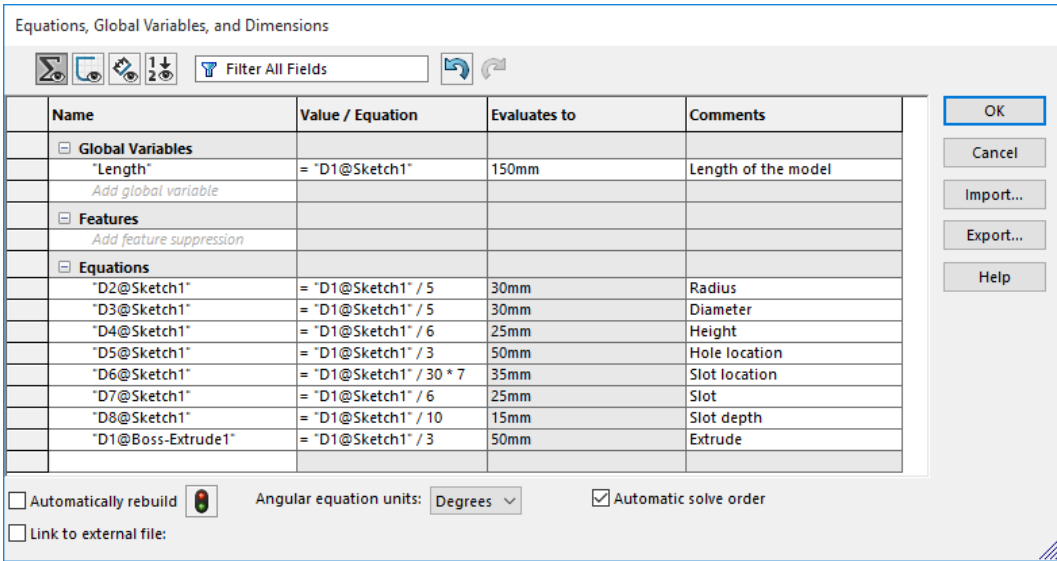 Equations, Global Variables, and Dimensions
Filter All Fields
Name Value / Equation Evaluates to Comments
Global Variables
"Length" = "D1@Sketch1" 150mm Length of the model
Add global variable
Features
Add feature suppression
Equations
"D2@Sketch1" = "D1@Sketch1" / 5 30mm Radius
"D3@Sketch1" = "D1@Sketch1" / 5 30mm Diameter
"D4@Sketch1" = "D1@Sketch1" / 6 25mm Height
"D5@Sketch1" = "D1@Sketch1" / 3 50mm Hole location
"D6@Sketch1" = "D1@Sketch1" / 30 * 7 35mm Slot location
"D7@Sketch1" = "D1@Sketch1" / 6 25mm Slot
"D8@Sketch1" = "D1@Sketch1" / 10 15mm Slot depth
"D1@Boss-Extrude1" = "D1@Sketch1" / 3 50mm Extrude
OK
Cancel
Import...
Export...
Help
Automatically rebuild Angular equation units: Degrees Automatic solve order
Link to external file: